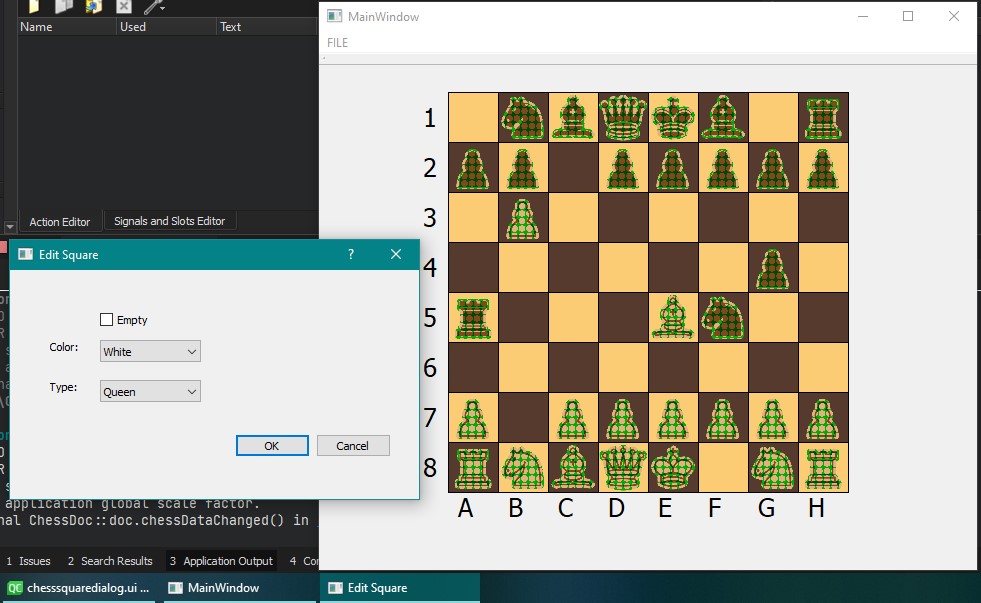 Name Used Text
MainWindow
FILE
1
2
3
4
5
6
7
8
A B C D E F G H
Action Editor Signals and Slots Editor
Edit Square ?
Empty
Color: White
Type: Queen
OK Cancel
application global scale factor.
ChessDoc::doc.chessDataChanged() in
1 Issues 2 Search Results 3 Application Output 4
QC chesssquaredialog.ui ... MainWindow Edit Square